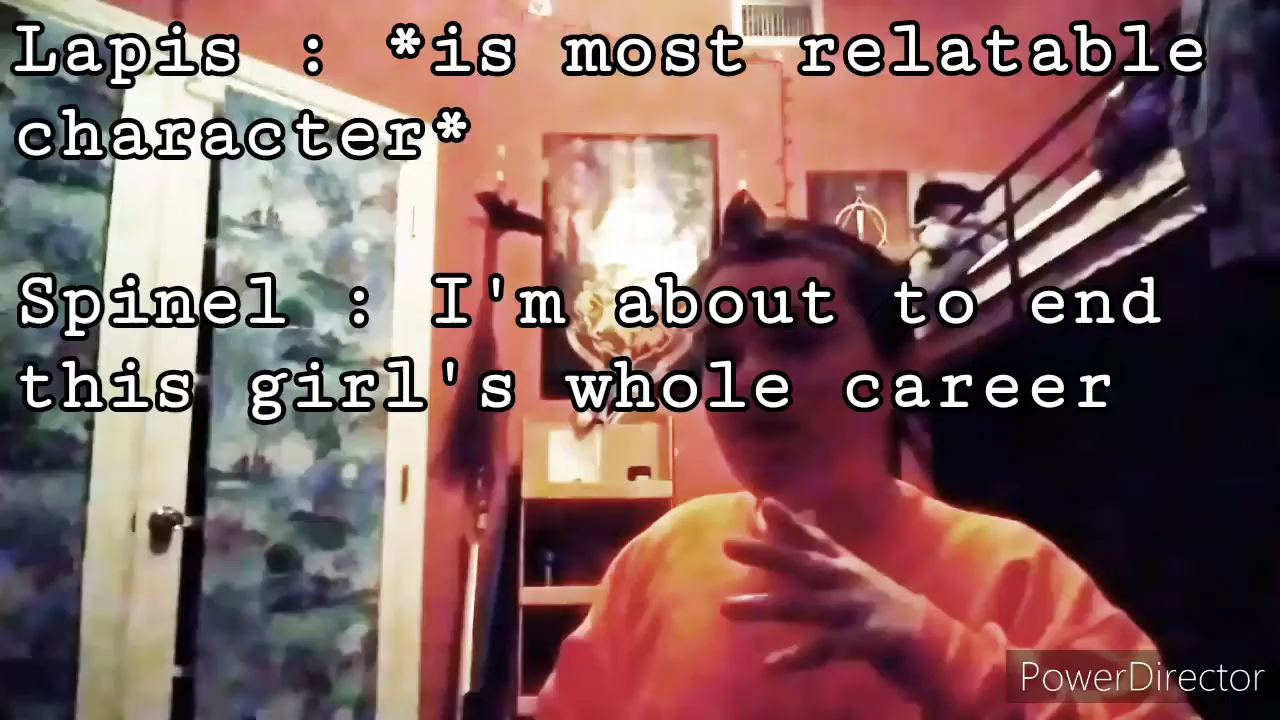 Lapis : *is most relatable
character*
Spinel : I'm about to end
this girl's whole career
PowerDirector